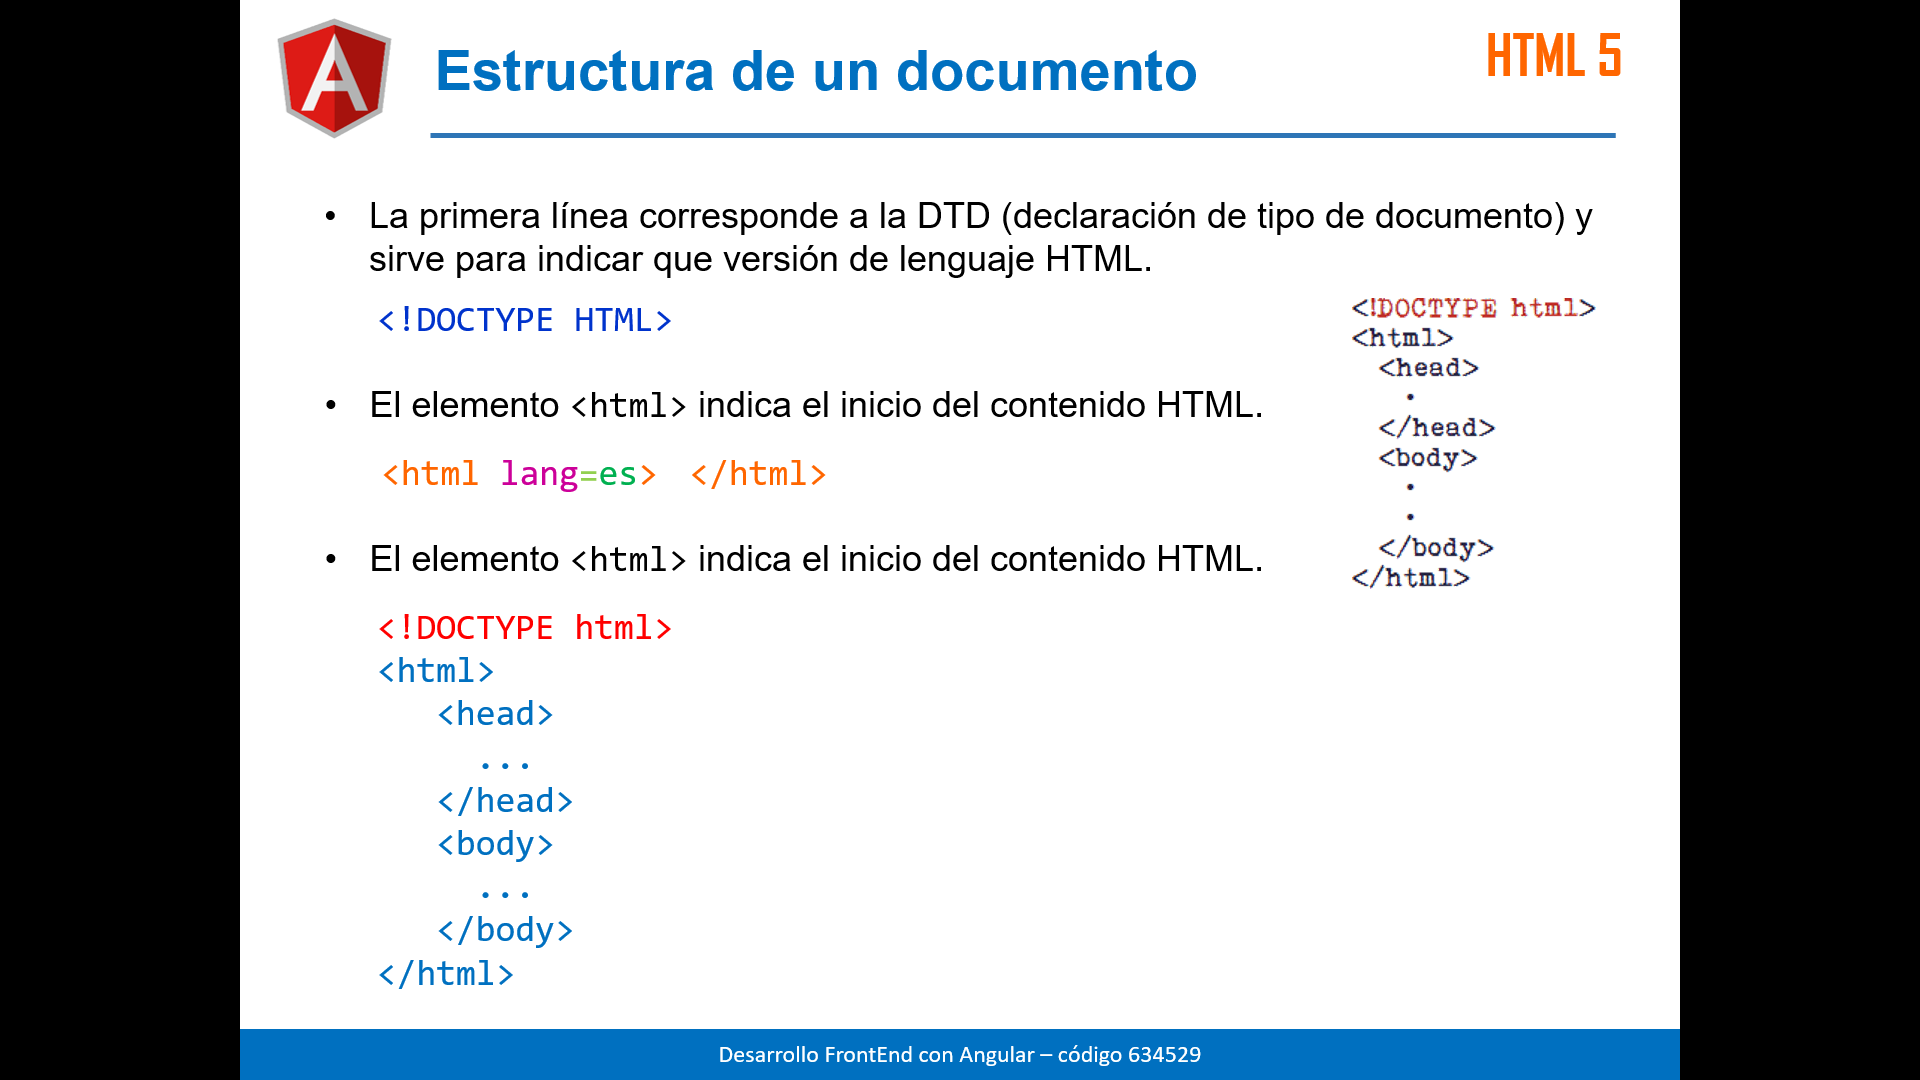 Estructura de un documento
HTML 5
• La primera línea corresponde a la DTD (declaración de tipo de documento) y
sirve para indicar que versión de lenguaje HTML.
<!DOCTYPE HTML>
• El elemento <html> indica el inicio del contenido HTML.
<html lang=es> </html>
• El elemento <html> indica el inicio del contenido HTML.
<!DOCTYPE html>
<html>
<head>
...
</head>
<body>
...
</body>
</html>
<!DOCTYPE html>
<html>
<head>
.
</head>
<body>
.
.
</body>
</html>
Desarrollo FrontEnd con Angular – código 634529